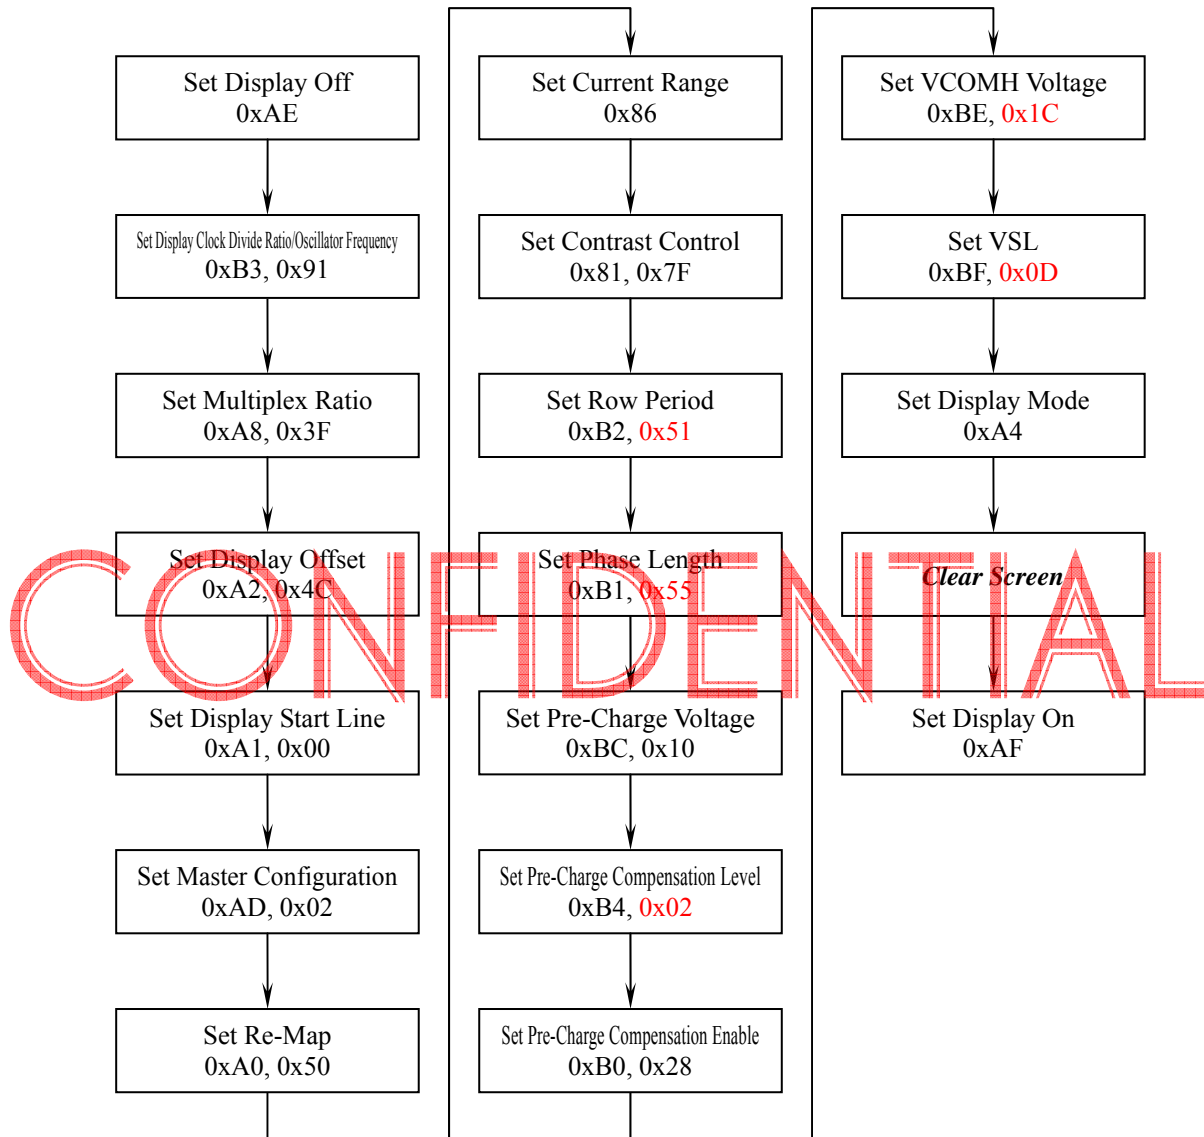 Set Display Off
0xAE
Set Display Clock Divide Ratio/Oscillator Frequency
0xB3, 0x91
Set Multiplex Ratio
0xA8, 0x3F
Set Display Offset
0xA2, 0x4C
Set Display Start Line
0xA1, 0x00
Set Master Configuration
0xAD, 0x02
Set Re-Map
0xA0, 0x50
Set Current Range
0x86
Set Contrast Control
0x81, 0x7F
Set Row Period
0xB2, 0x51
Set Phase Length
0xB1, 0x55
Set Pre-Charge Voltage
0xBC, 0x10
Set Pre-Charge Compensation Level
0xB4, 0x02
Set Pre-Charge Compensation Enable
0xB0, 0x28
Set VCOMH Voltage
0xBE, 0x1C
Set VSL
0xBF, 0x0D
Set Display Mode
0xA4
Clear Screen
Set Display On
0xAF
CONFIDENTIAL